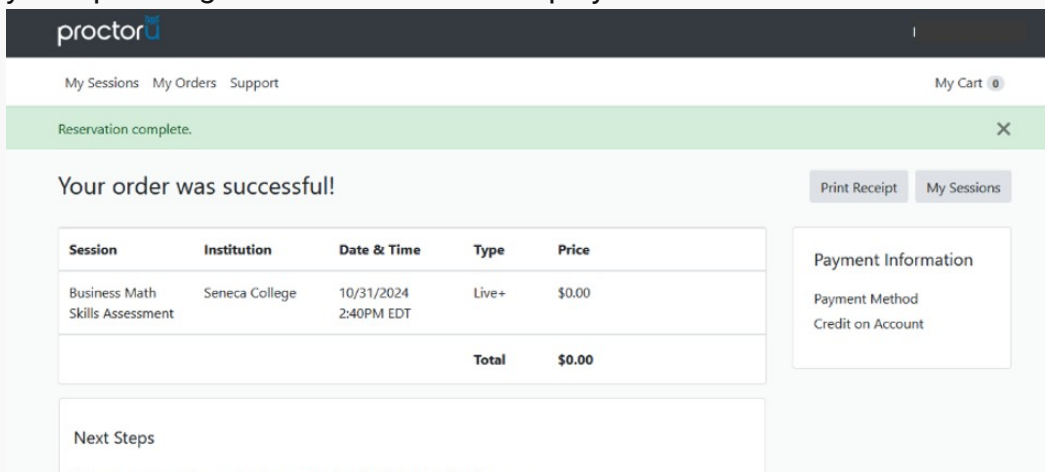 proctoru
My Sessions My Orders Support
My Cart 0
Reservation complete.
Your order was successful!
Print Receipt My Sessions
Session Institution Date & Time Type Price
Business Math Seneca College 10/31/2024 Live+ $0.00
Skills Assessment 2:40PM EDT
Total $0.00
Payment Information
Payment Method
Credit on Account
Next Steps